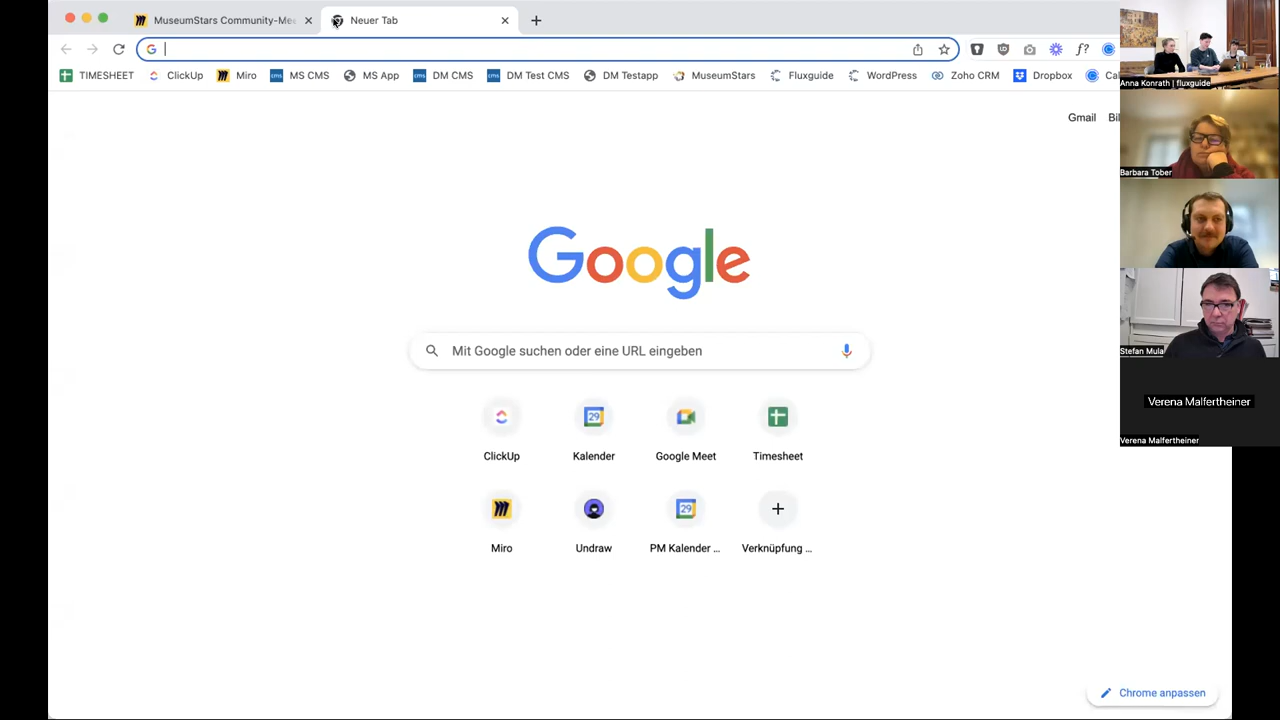 MuseumStars Community-Mee
Neuer Tab
TIMESHEET
ClickUp
Miro
MS CMS
MS App
DM CMS
DM Test CMS
DM Testapp
MuseumStars
Fluxguide
WordPress
Zoho CRM
Dropbox
Gmail
Google
Mit Google suchen oder eine URL eingeben
ClickUp
Kalender
Google Meet
Timesheet
Miro
Undraw
PM Kalender ...
Verknüpfung ...
Chrome anpassen
Anna Konrath | fluxguide
Barbara Tober
Stefan Mula
Verena Malfertheiner
Verena Malfertheiner